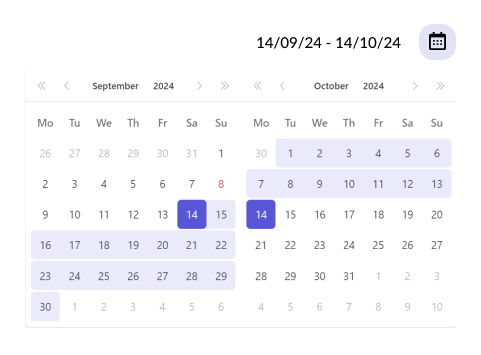 14/09/24 - 14/10/24
September 2024
Mo Tu We Th Fr Sa Su
26 27 28 29 30 31 1
2 3 4 5 6 7 8
9 10 11 12 13 14 15
16 17 18 19 20 21 22
23 24 25 26 27 28 29
30 1 2 3 4 5 6
October 2024
Mo Tu We Th Fr Sa Su
30 1 2 3 4 5 6
7 8 9 10 11 12 13
14 15 16 17 18 19 20
21 22 23 24 25 26 27
28 29 30 31 1 2 3
4 5 6 7 8 9 10